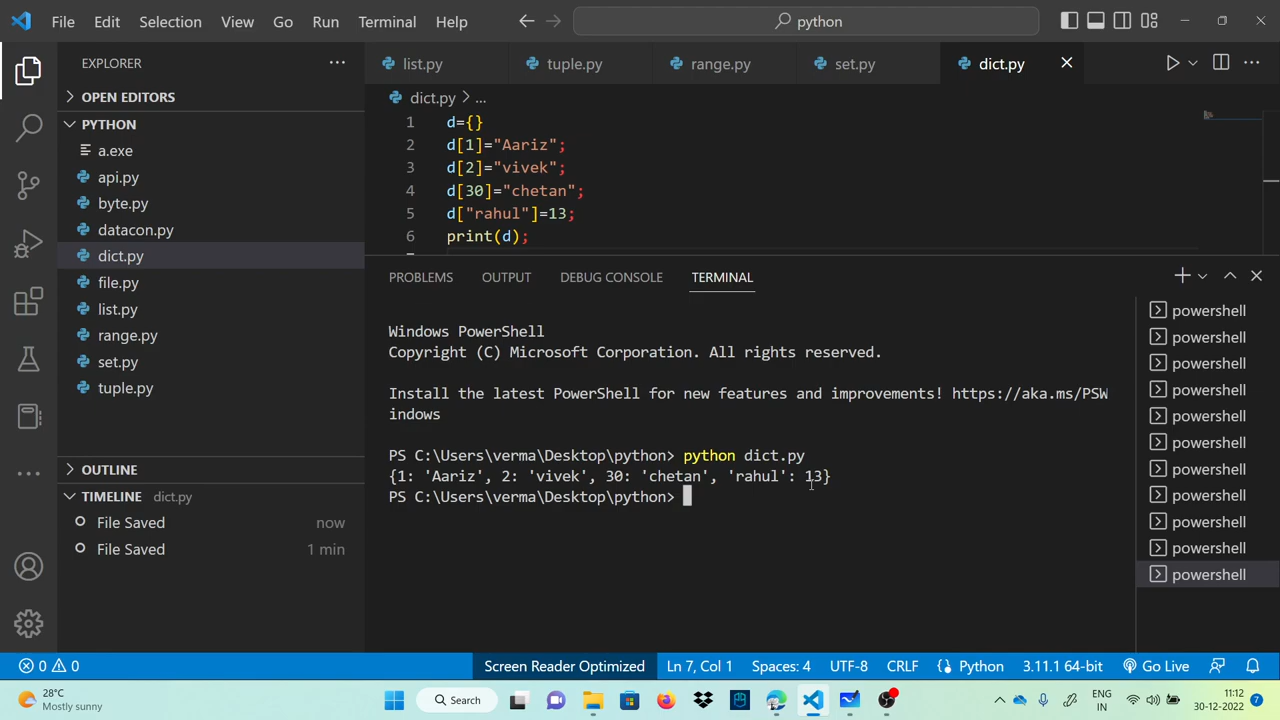 File Edit Selection View Go Run Terminal Help
python
EXPLORER
list.py tuple.py range.py set.py dict.py
OPEN EDITORS
dict.py > ...
PYTHON
a.exe
api.py
byte.py
datacon.py
dict.py
file.py
list.py
range.py
set.py
tuple.py
OUTLINE
TIMELINE dict.py
File Saved now
File Saved 1 min
1 d={}
2 d[1]="Aariz";
3 d[2]="vivek";
4 d[30]="chetan";
5 d["rahul"]=13;
6 print(d);
PROBLEMS OUTPUT DEBUG CONSOLE TERMINAL
Windows PowerShell
Copyright (C) Microsoft Corporation. All rights reserved.
Install the latest PowerShell for new features and improvements! https://aka.ms/PSW
indows
PS C:\Users\verma\Desktop\python> python dict.py
{1: 'Aariz', 2: 'vivek', 30: 'chetan', 'rahul': 13}
PS C:\Users\verma\Desktop\python>
powershell
powershell
powershell
powershell
powershell
powershell
powershell
powershell
powershell
powershell
powershell
0 0 Screen Reader Optimized Ln 7, Col 1 Spaces: 4 UTF-8 CRLF Python 3.11.1 64-bit Go Live
28°C
Mostly sunny
Search
ENG
IN
11:12
30-12-2022
7